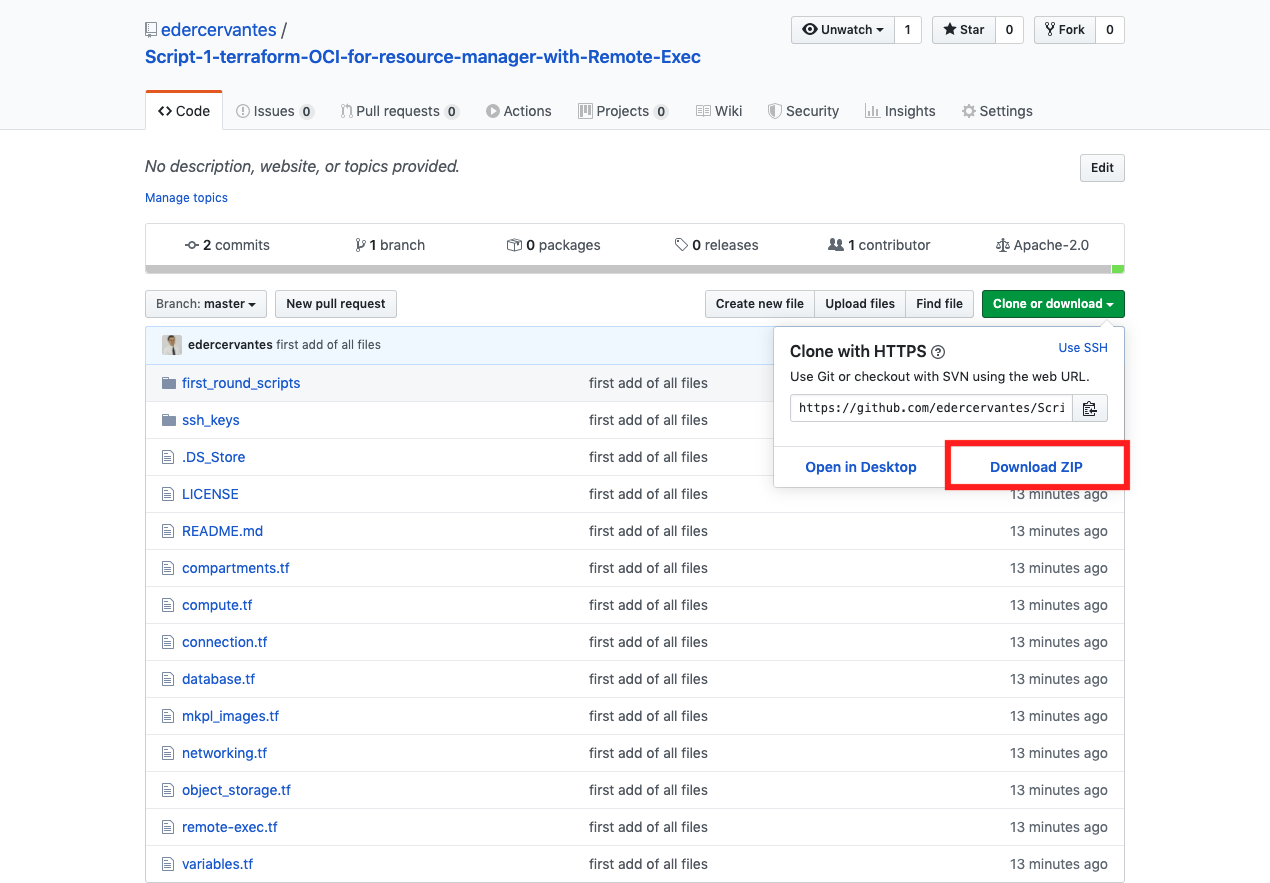 edercervantes /
Script-1-terraform-OCI-for-resource-manager-with-Remote-Exec
Unwatch 1 Star 0 Fork 0
Code Issues 0 Pull requests 0 Actions Projects 0 Wiki Security Insights Settings
No description, website, or topics provided. Edit
Manage topics
2 commits 1 branch 0 packages 0 releases 1 contributor Apache-2.0
Branch: master New pull request Create new file Upload files Find file Clone or download
edercervantes first add of all files
Clone with HTTPS ? Use SSH
Use Git or checkout with SVN using the web URL.
https://github.com/edercervantes/Scri
Open in Desktop Download ZIP
first_round_scripts first add of all files
ssh_keys first add of all files
.DS_Store first add of all files
LICENSE first add of all files 13 minutes ago
README.md first add of all files 13 minutes ago
compartments.tf first add of all files 13 minutes ago
compute.tf first add of all files 13 minutes ago
connection.tf first add of all files 13 minutes ago
database.tf first add of all files 13 minutes ago
mkpl_images.tf first add of all files 13 minutes ago
networking.tf first add of all files 13 minutes ago
object_storage.tf first add of all files 13 minutes ago
remote-exec.tf first add of all files 13 minutes ago
variables.tf first add of all files 13 minutes ago